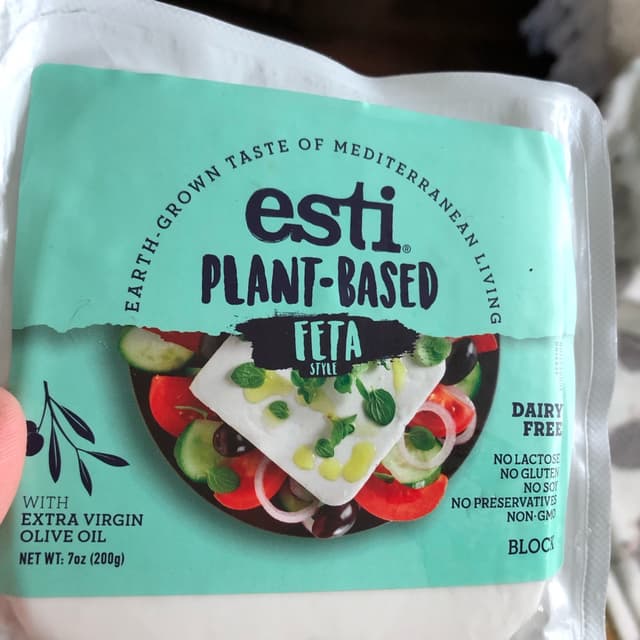 EARTH-GROWN TASTE OF MEDITERRANEAN LIVING
esti®
PLANT-BASED
FETA
STYLE
DAIRY
FREE
NO LACTOSE
NO GLUTEN
NO SOY
NO PRESERVATIVES
NON-GMO
BLOCK
WITH
EXTRA VIRGIN
OLIVE OIL
NET WT: 7oz (200g)